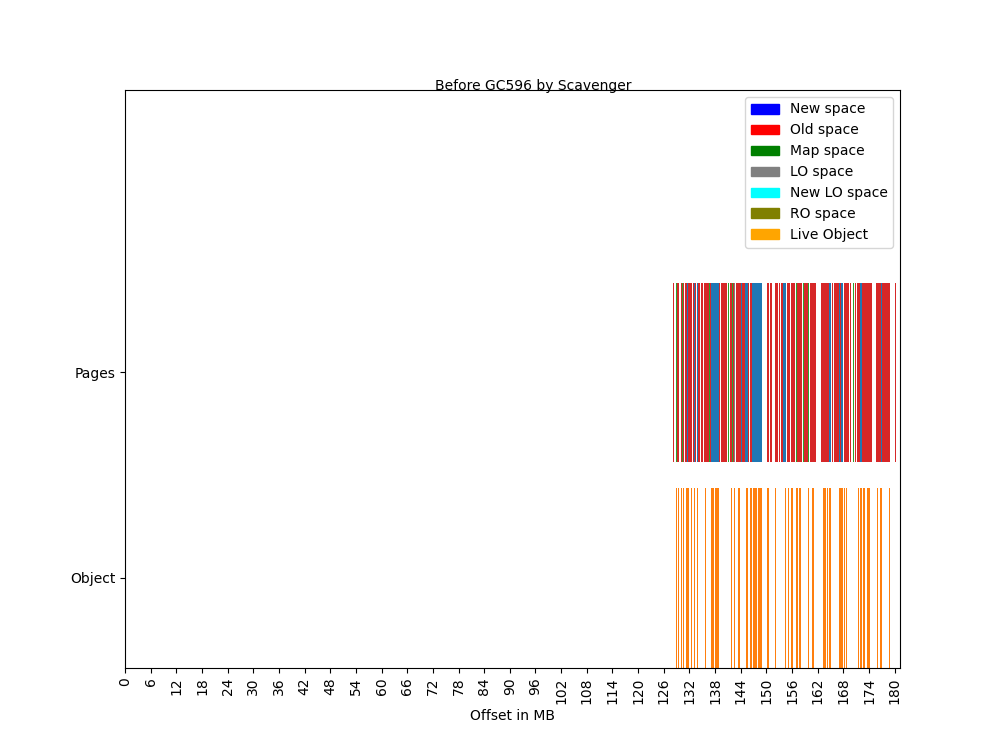 Before GC596 by Scavenger
New space
Old space
Map space
LO space
New LO space
RO space
Live Object
Pages
Object
0 6 12 18 24 30 36 42 48 54 60 66 72 78 84 90 96 102 108 114 120 126 132 138 144 150 156 162 168 174 180
Offset in MB